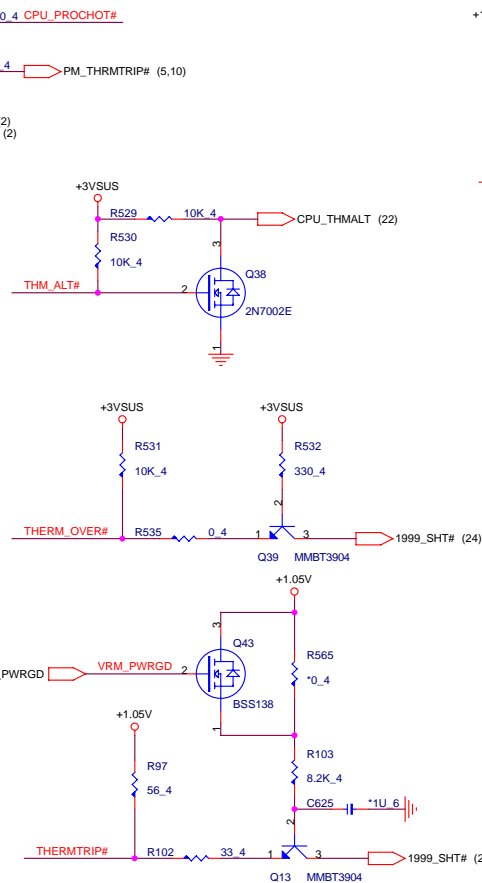 0_4 CPU_PROCHOT#
+1
_4 PM_THRMTRIP# (5,10)
2)
(2)
+3VSUS
R529 10K_4 CPU_THMALT (22)
R530
10K_4
3
Q38
THM_ALT# 2
2N7002E
1
+3VSUS +3VSUS
R531 R532
10K_4 330_4
2
THERM_OVER# R535 0_4 1 3 1999_SHT# (24)
Q39 MMBT3904
+1.05V
3 Q43
R565
*0_4
_PWRGD VRM_PWRGD 2
BSS138
1
+1.05V
R103
8.2K_4
R97
56_4
C625 *1U_6
2
THERMTRIP# R102 33_4 1 3 1999_SHT# (2
Q13 MMBT3904